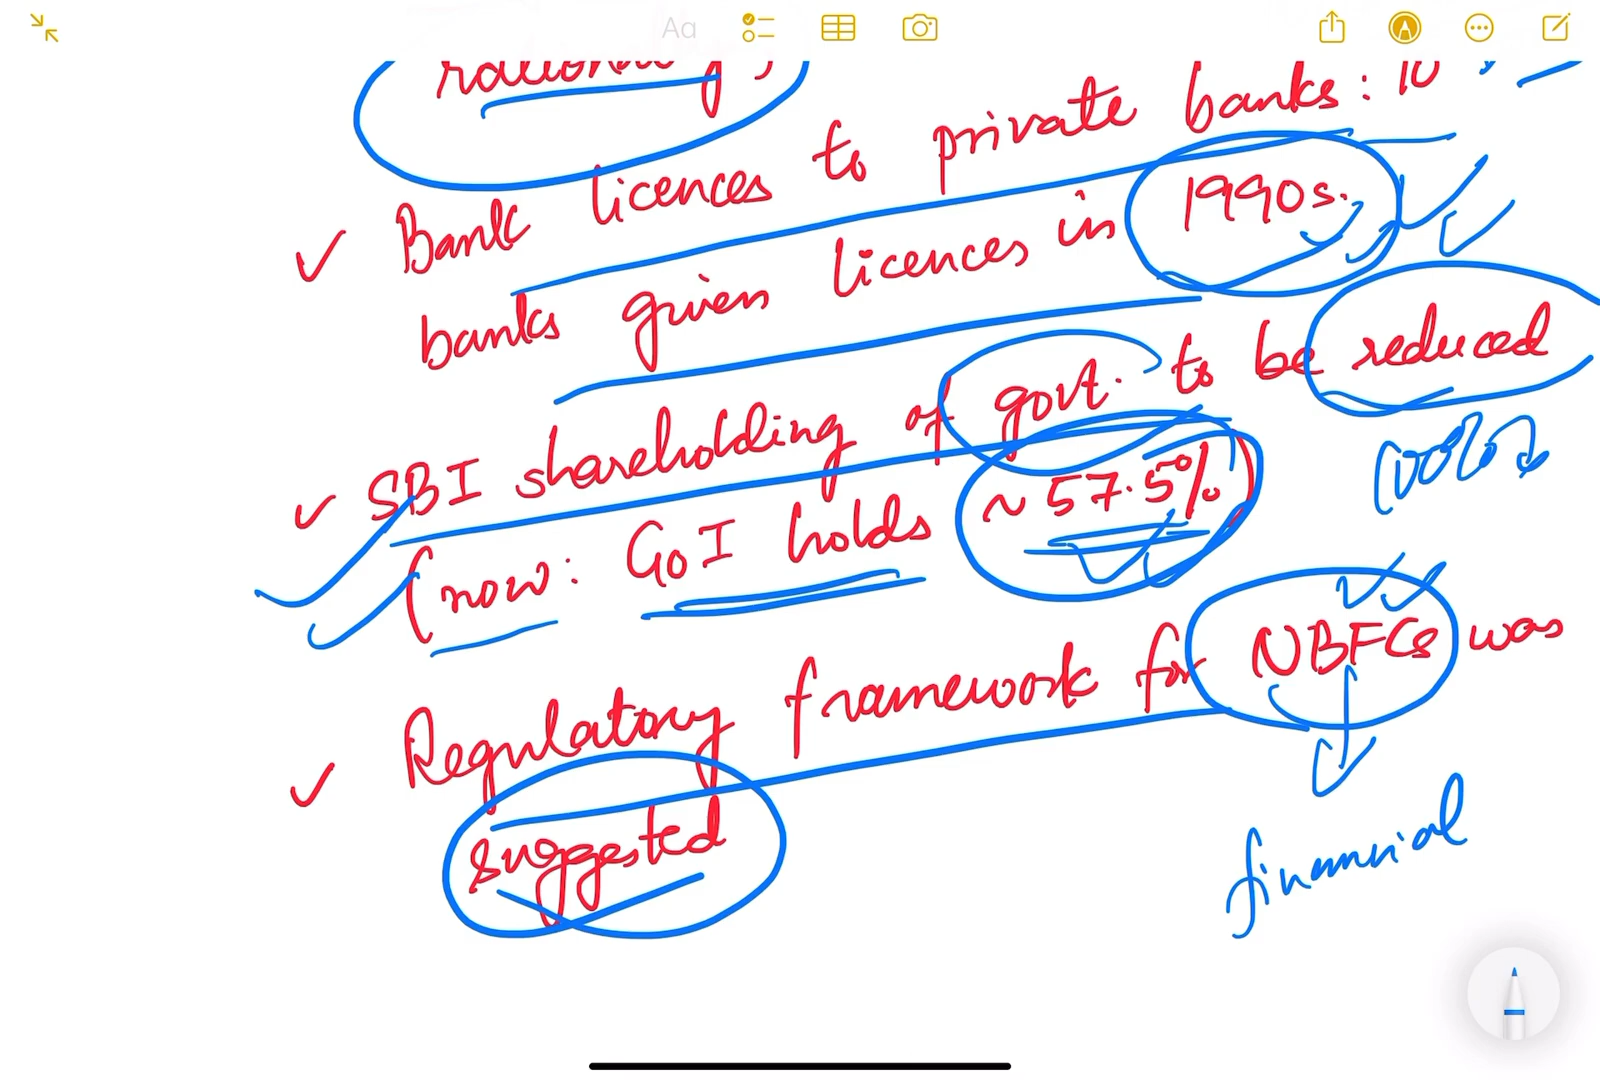 Aa
✓ Bank licences to private banks: 10
banks given licences in 1990s.
✓ SBI shareholding of govt. to be reduced
(now: GoI holds ~ 57.5%)
✓ Regulatory framework for NBFCs was
suggested
financial